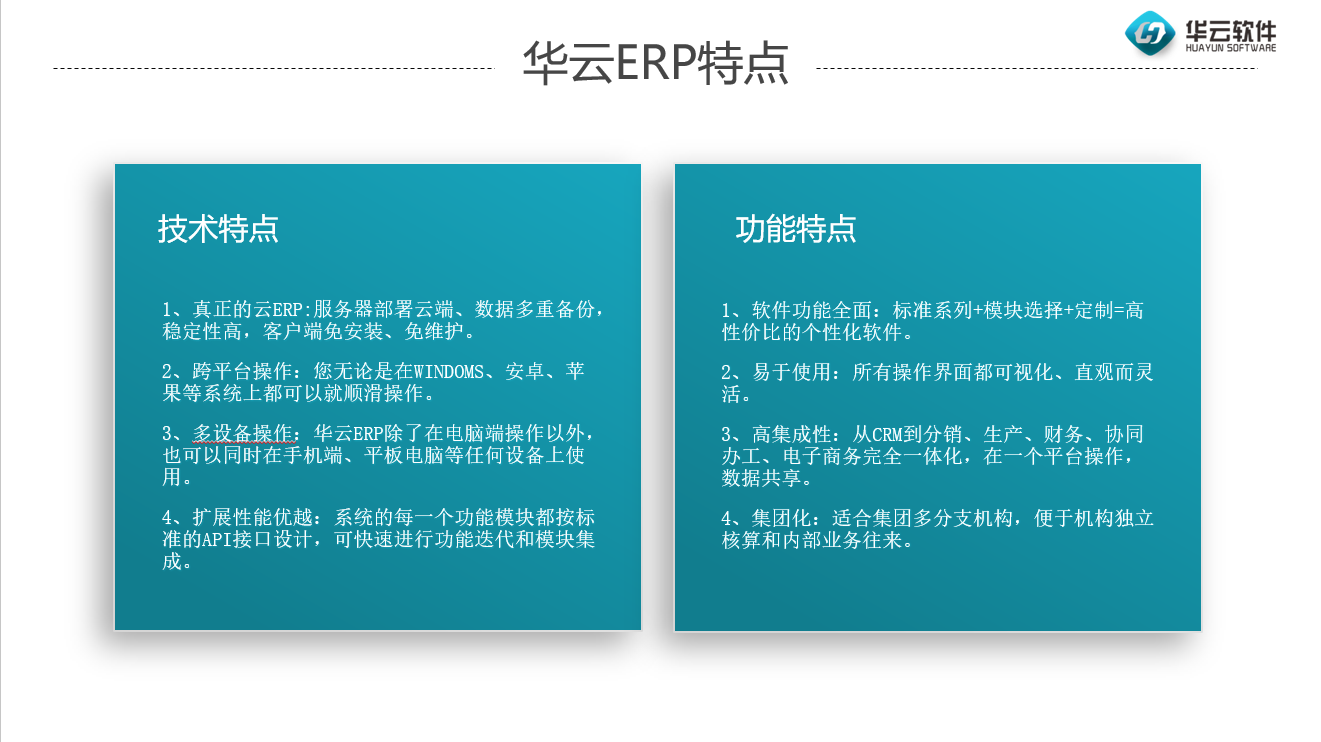 华云软件
HUAYUN SOFTWARE
华云ERP特点
技术特点
1、真正的云ERP:服务器部署云端、数据多重备份，
稳定性高，客户端免安装、免维护。
2、跨平台操作：您无论是在WINDOMS、安卓、苹
果等系统上都可以就顺滑操作。
3、多设备操作：华云ERP除了在电脑端操作以外，
也可以同时在手机端、平板电脑等任何设备上使
用。
4、扩展性能优越：系统的每一个功能模块都按标
准的API接口设计，可快速进行功能迭代和模块集
成。
功能特点
1、软件功能全面：标准系列+模块选择+定制=高
性价比的个性化软件。
2、易于使用：所有操作界面都可视化、直观而灵
活。
3、高集成性：从CRM到分销、生产、财务、协同
办工、电子商务完全一体化，在一个平台操作，
数据共享。
4、集团化：适合集团多分支机构，便于机构独立
核算和内部业务往来。